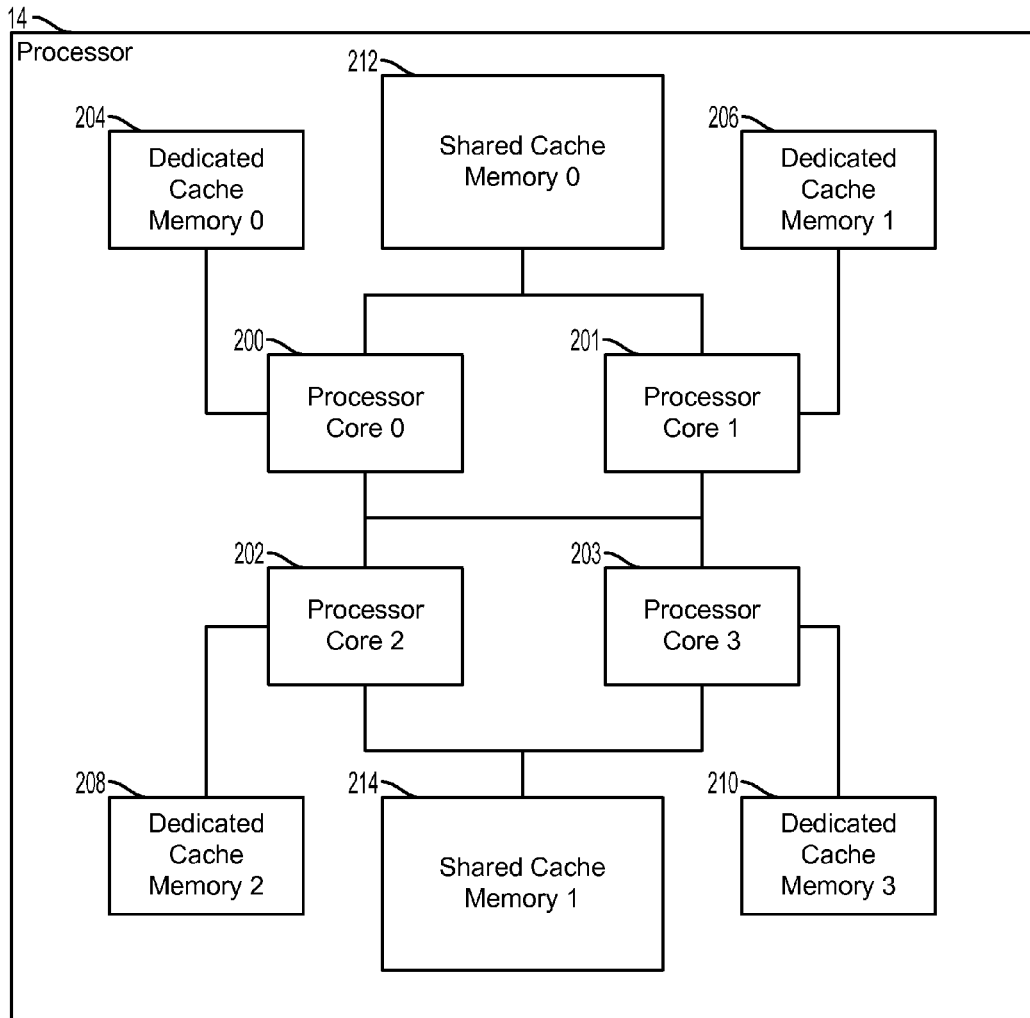 14
Processor
212
204
206
Shared Cache
Memory 0
Dedicated
Cache
Memory 0
Dedicated
Cache
Memory 1
200
201
Processor
Core 0
Processor
Core 1
202
203
Processor
Core 2
Processor
Core 3
208
214
210
Dedicated
Cache
Memory 2
Shared Cache
Memory 1
Dedicated
Cache
Memory 3